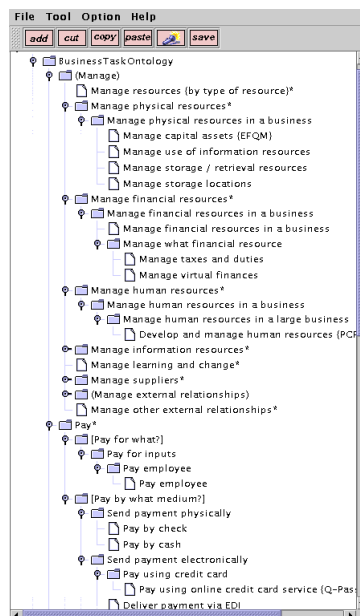 File Tool Option Help
add cut copy paste save
BusinessTaskOntology
(Manage)
Manage resources {by type of resource}*
Manage physical resources*
Manage physical resources in a business
Manage capital assets {EFQM}
Manage use of information resources
Manage storage / retrieval resources
Manage storage locations
Manage financial resources*
Manage financial resources in a business
Manage financial resources in a business
Manage what financial resource
Manage taxes and duties
Manage virtual finances
Manage human resources*
Manage human resources in a business
Manage human resources in a large business
Develop and manage human resources {PCF
Manage information resources*
Manage learning and change*
Manage suppliers*
(Manage external relationships)
Manage other external relationships*
Pay*
[Pay for what?]
Pay for inputs
Pay employee
Pay employee
[Pay by what medium?]
Send payment physically
Pay by check
Pay by cash
Send payment electronically
Pay using credit card
Pay using online credit card service {Q-Pas
Deliver payment via EDI